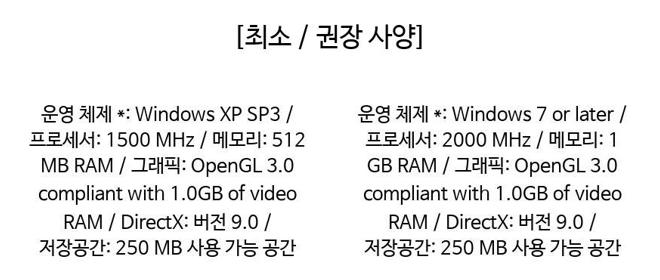 [최소 / 권장 사양]
운영 체제 *: Windows XP SP3 /
프로세서: 1500 MHz / 메모리: 512
MB RAM / 그래픽: OpenGL 3.0
compliant with 1.0GB of video
RAM / DirectX: 버전 9.0 /
저장공간: 250 MB 사용 가능 공간
운영 체제 *: Windows 7 or later /
프로세서: 2000 MHz / 메모리: 1
GB RAM / 그래픽: OpenGL 3.0
compliant with 1.0GB of video
RAM / DirectX: 버전 9.0 /
저장공간: 250 MB 사용 가능 공간